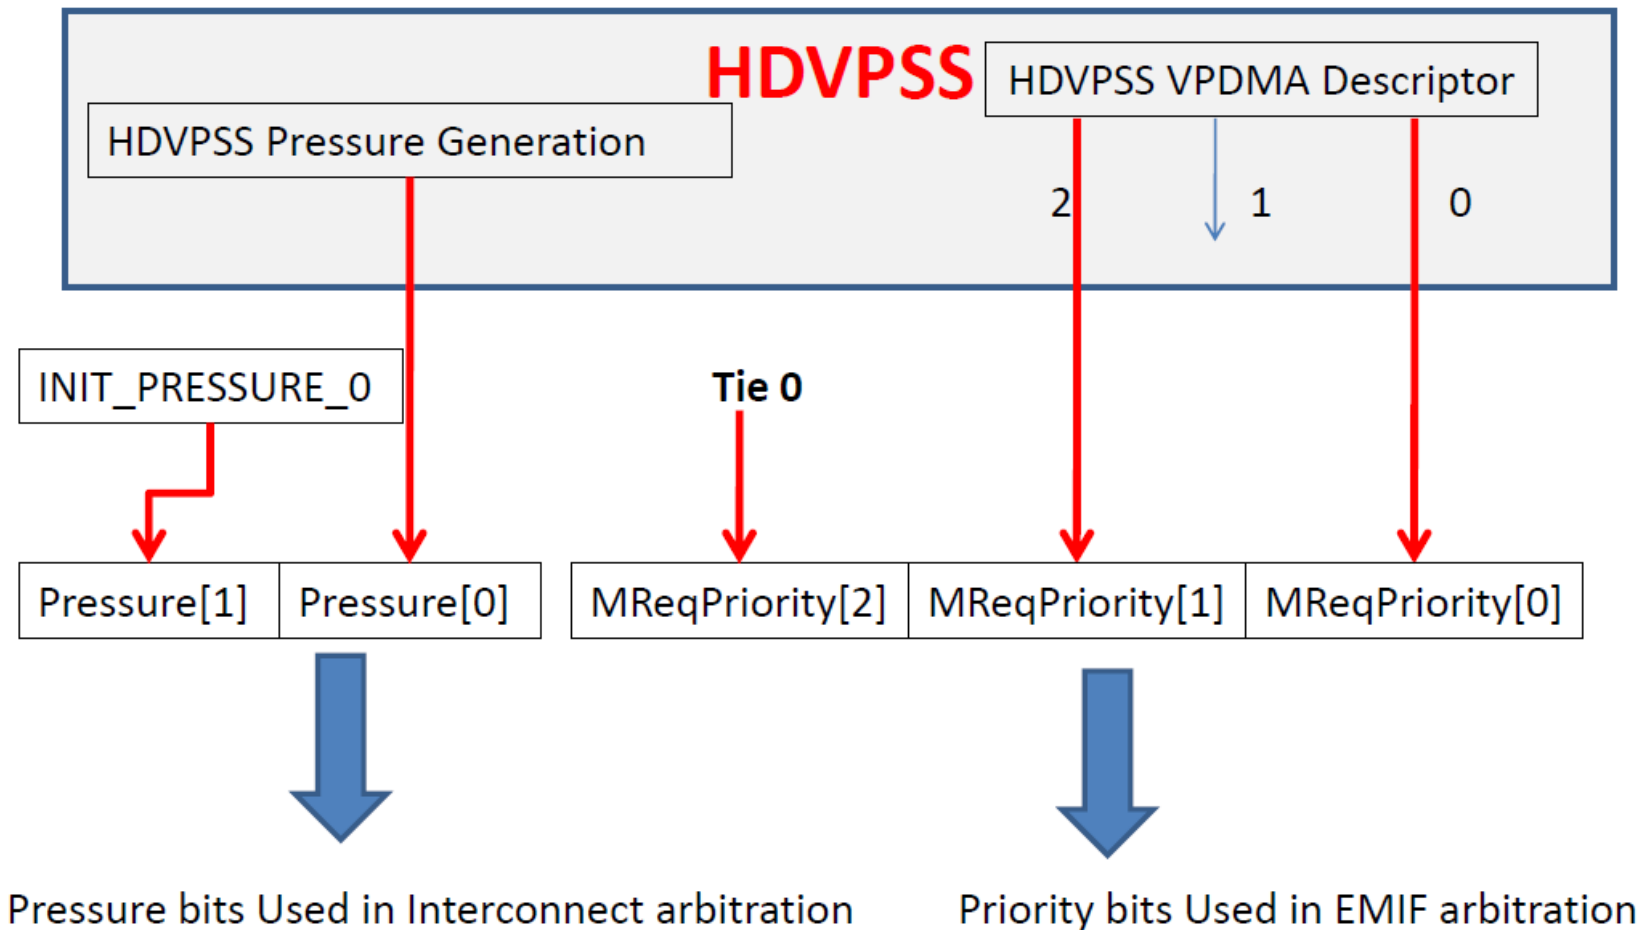 HDVPSS
HDVPSS VPDMA Descriptor
HDVPSS Pressure Generation
2
1
0
INIT_PRESSURE_0
Tie 0
Pressure[1]
Pressure[0]
MReqPriority[2]
MReqPriority[1]
MReqPriority[0]
Pressure bits Used in Interconnect arbitration
Priority bits Used in EMIF arbitration